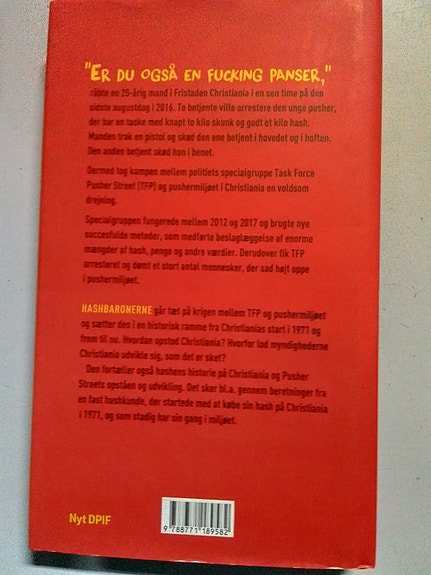 "ER DU OGSÅ EN FUCKING PANSER,"
råbte en 25-årig mand i Fristaden Christiania i en sen time på den
sidste augustdag i 2016. To betjente ville arrestere den unge pusher,
der bar en taske med knapt to kilo skunk og godt et kilo hash.
Manden trak en pistol og skød den ene betjent i hovedet og i hoften.
Den anden betjent skød han i benet.
Dermed tog kampen mellem politiets specialgruppe Task Force
Pusher Street [TFP] og pushermiljøet i Christiania en voldsom
drejning.
Specialgruppen fungerede mellem 2012 og 2017 og brugte nye
succesfulde metoder, som medførte beslaglæggelse af enorme
mængder af hash, penge og andre værdier. Derudover fik TFP
arresteret og dømt et stort antal mennesker, der sad højt oppe
i pushermiljøet.
HASHBARONERNE går tæt på krigen mellem TFP og pushermiljøet
og sætter den i en historisk ramme fra Christianias start i 1971 og
frem til nu. Hvordan opstod Christiania? Hvorfor lod myndighederne
Christiania udvikle sig, som det er sket?
Den fortæller også hashens historie på Christiania og Pusher
Streets opståen og udvikling. Det sker bl.a. gennem beretninger fra
en fast hashkunde, der startede med at købe sin hash på Christiania
i 1971, og som stadig har sin gang i miljøet.
Nyt DPIF
9 788771 189582